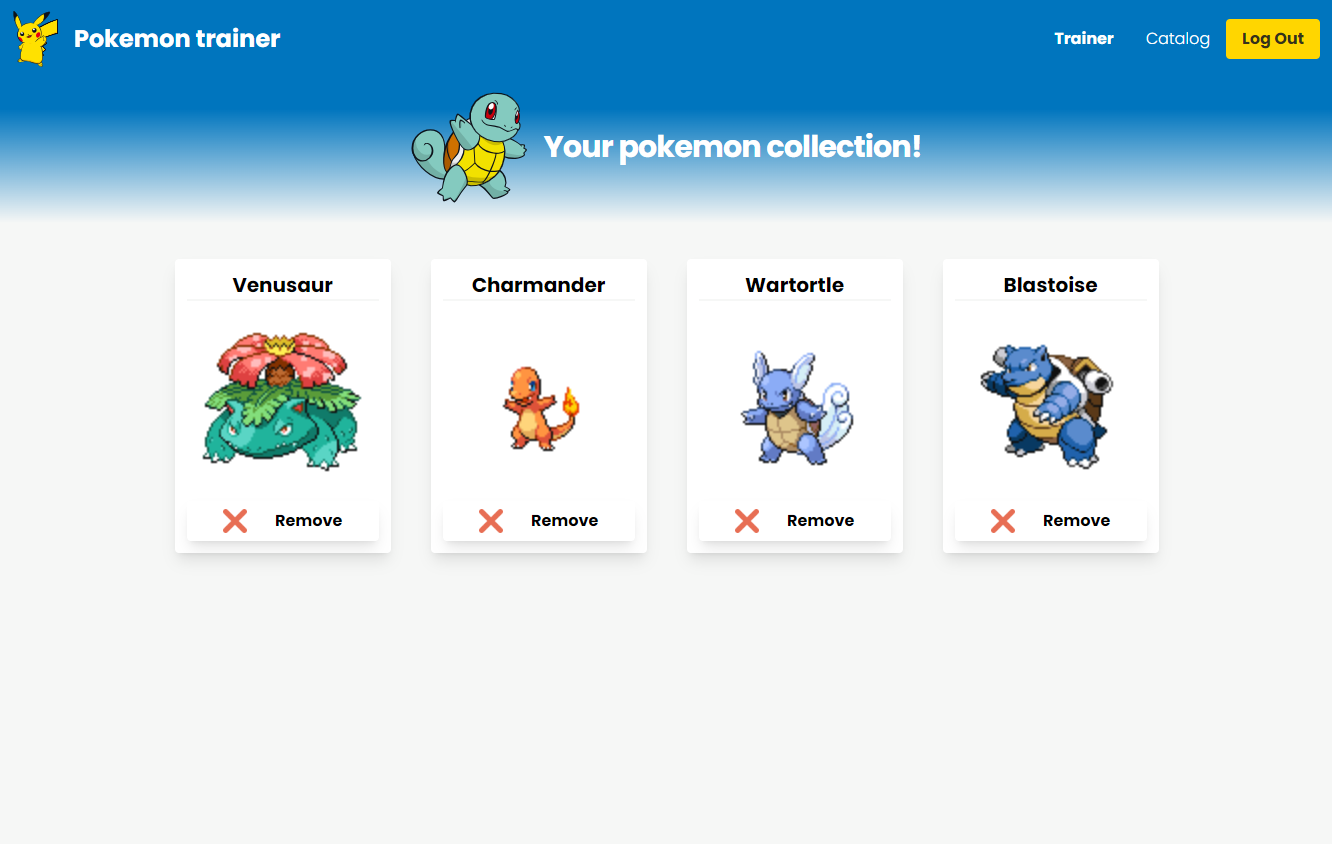 Pokemon trainer
Trainer
Catalog
Log Out
Your pokemon collection!
Venusaur
Charmander
Wartortle
Blastoise
Remove
Remove
Remove
Remove